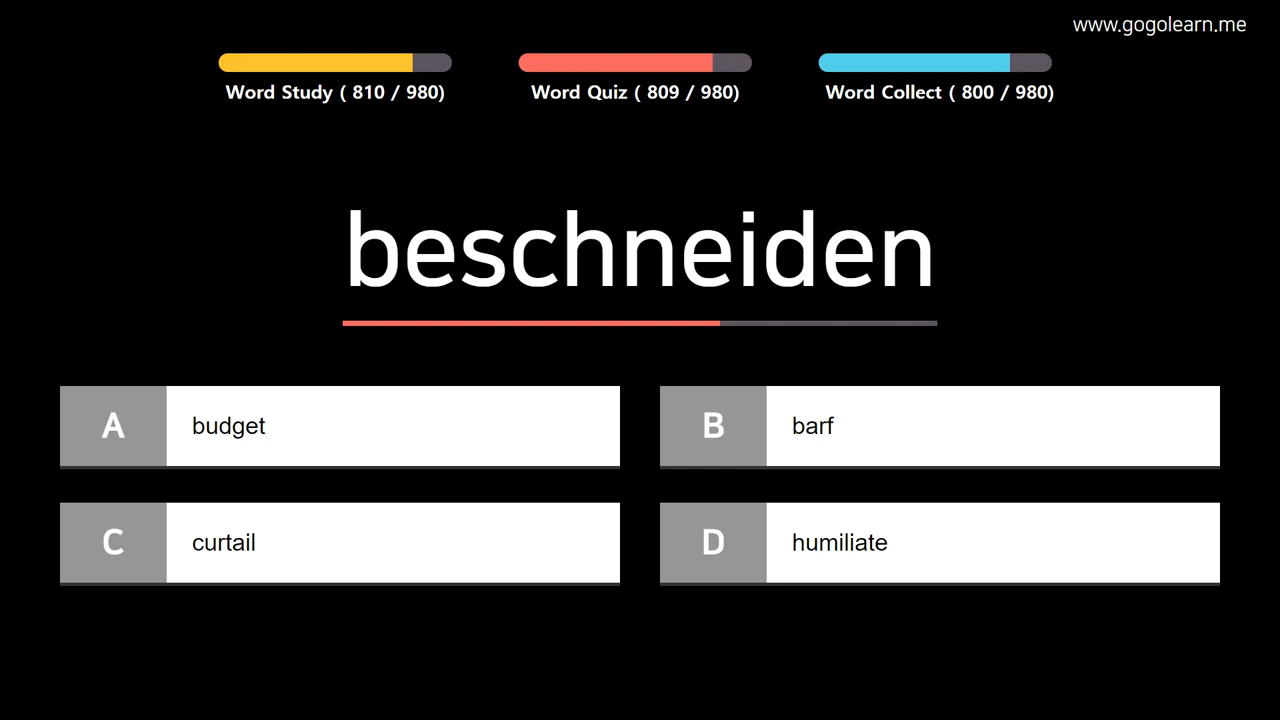 www.gogolearn.me
Word Study ( 810 / 980)
Word Quiz ( 809 / 980)
Word Collect ( 800 / 980)
beschneiden
A budget
B barf
C curtail
D humiliate